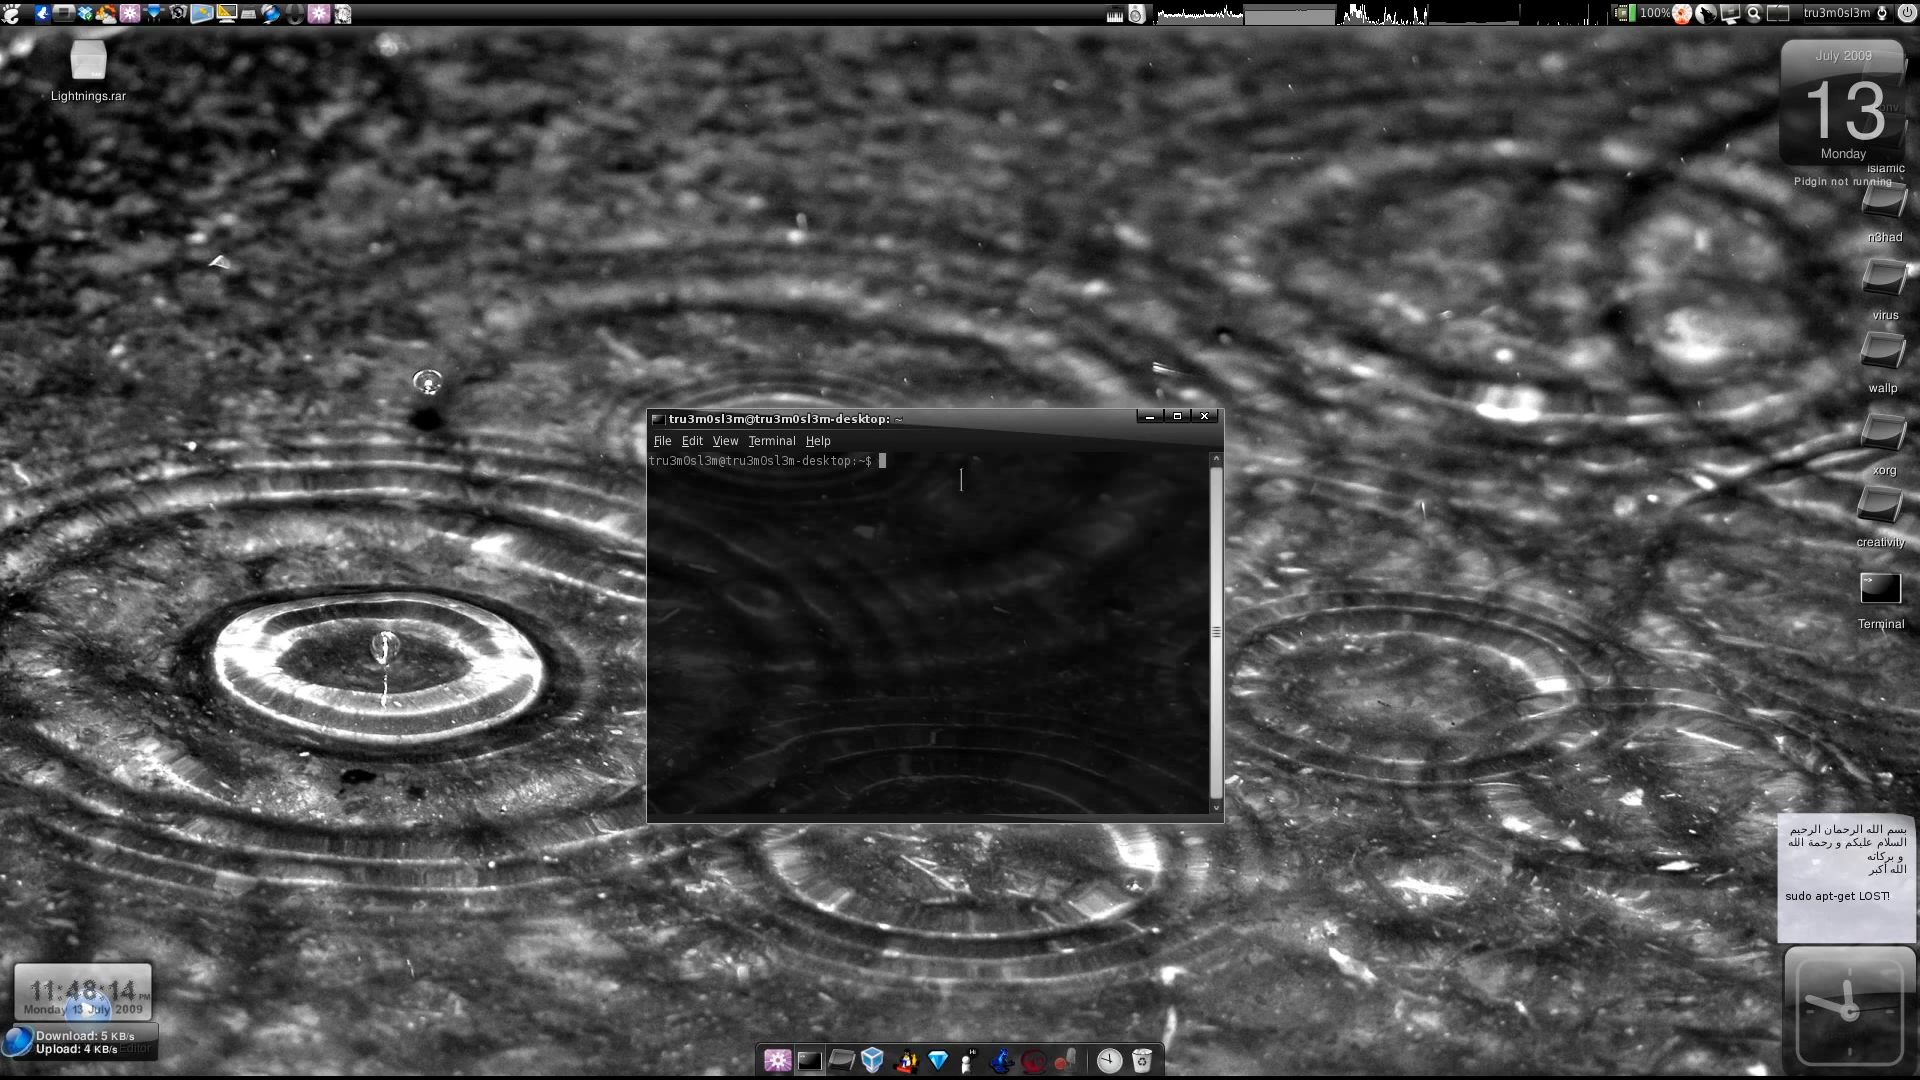 100%
tru3m0sl3m
Lightnings.rar
July 2009
13
Monday
islamic
Pidgin not running
n3had
virus
wallp
xorg
creativity
Terminal
tru3m0sl3m@tru3m0sl3m-desktop: ~
File Edit View Terminal Help
tru3m0sl3m@tru3m0sl3m-desktop:~$
بسم الله الرحمان الرحيم
السلام عليكم و رحمة الله
و بركاته
الله أكبر
sudo apt-get LOST!
11:48:14 PM
Monday 13 July 2009
Download: 5 KB/s
Upload: 4 KB/s
Editor